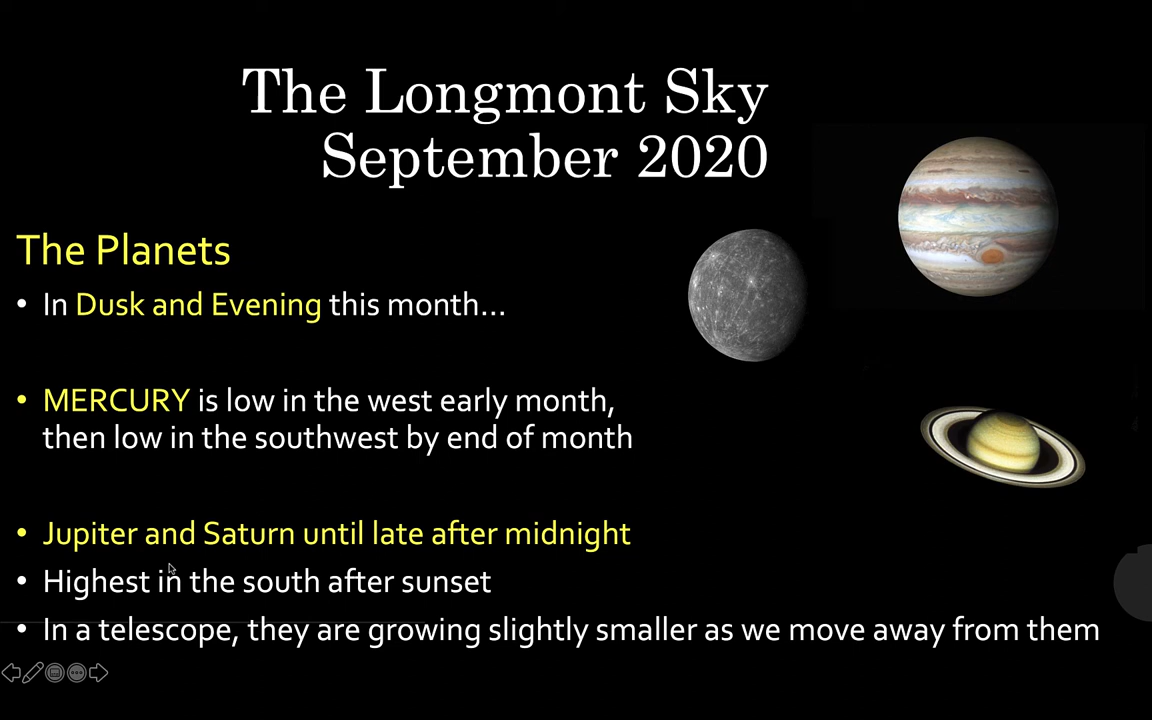 The Longmont Sky
September 2020
The Planets
• In Dusk and Evening this month...
• MERCURY is low in the west early month,
then low in the southwest by end of month
• Jupiter and Saturn until late after midnight
• Highest in the south after sunset
• In a telescope, they are growing slightly smaller as we move away from them